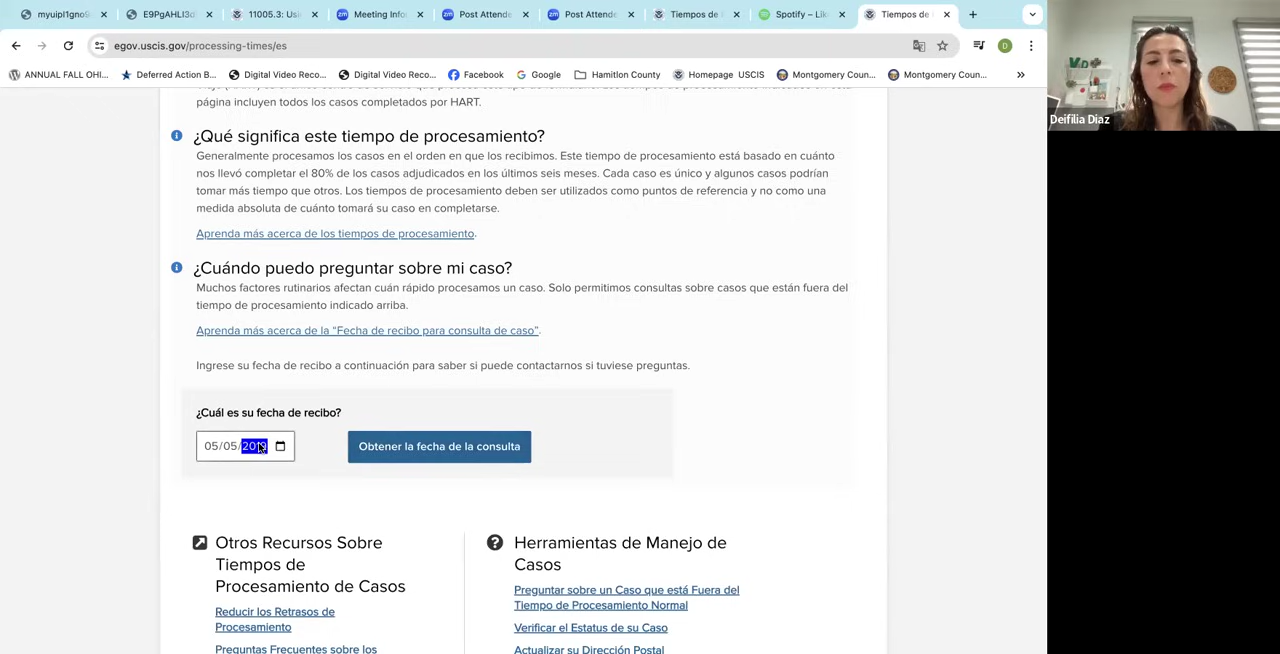 myuipl1gno9
E9PgAHLI3d
11005.3: Usi
Meeting Info
Post Attende
Post Attende
Tiempos de
Spotify – Lik
Tiempos de
egov.uscis.gov/processing-times/es
D
ANNUAL FALL OHI...
Deferred Action B...
Digital Video Reco...
Digital Video Reco...
Facebook
Google
Hamitlon County
Homepage USCIS
Montgomery Coun...
Montgomery Coun...
»
Deifilia Diaz
página incluyen todos los casos completados por HART.
¿Qué significa este tiempo de procesamiento?
Generalmente procesamos los casos en el orden en que los recibimos. Este tiempo de procesamiento está basado en cuánto
nos llevó completar el 80% de los casos adjudicados en los últimos seis meses. Cada caso es único y algunos casos podrían
tomar más tiempo que otros. Los tiempos de procesamiento deben ser utilizados como puntos de referencia y no como una
medida absoluta de cuánto tomará su caso en completarse.
Aprenda más acerca de los tiempos de procesamiento.
¿Cuándo puedo preguntar sobre mi caso?
Muchos factores rutinarios afectan cuán rápido procesamos un caso. Solo permitimos consultas sobre casos que están fuera del
tiempo de procesamiento indicado arriba.
Aprenda más acerca de la “Fecha de recibo para consulta de caso”.
Ingrese su fecha de recibo a continuación para saber si puede contactarnos si tuviese preguntas.
¿Cuál es su fecha de recibo?
05/05/
Obtener la fecha de la consulta
Otros Recursos Sobre
Tiempos de
Procesamiento de Casos
Reducir los Retrasos de
Procesamiento
Preguntas Frecuentes sobre los
Herramientas de Manejo de
Casos
Preguntar sobre un Caso que está Fuera del
Tiempo de Procesamiento Normal
Verificar el Estatus de su Caso
Actualizar su Dirección Postal